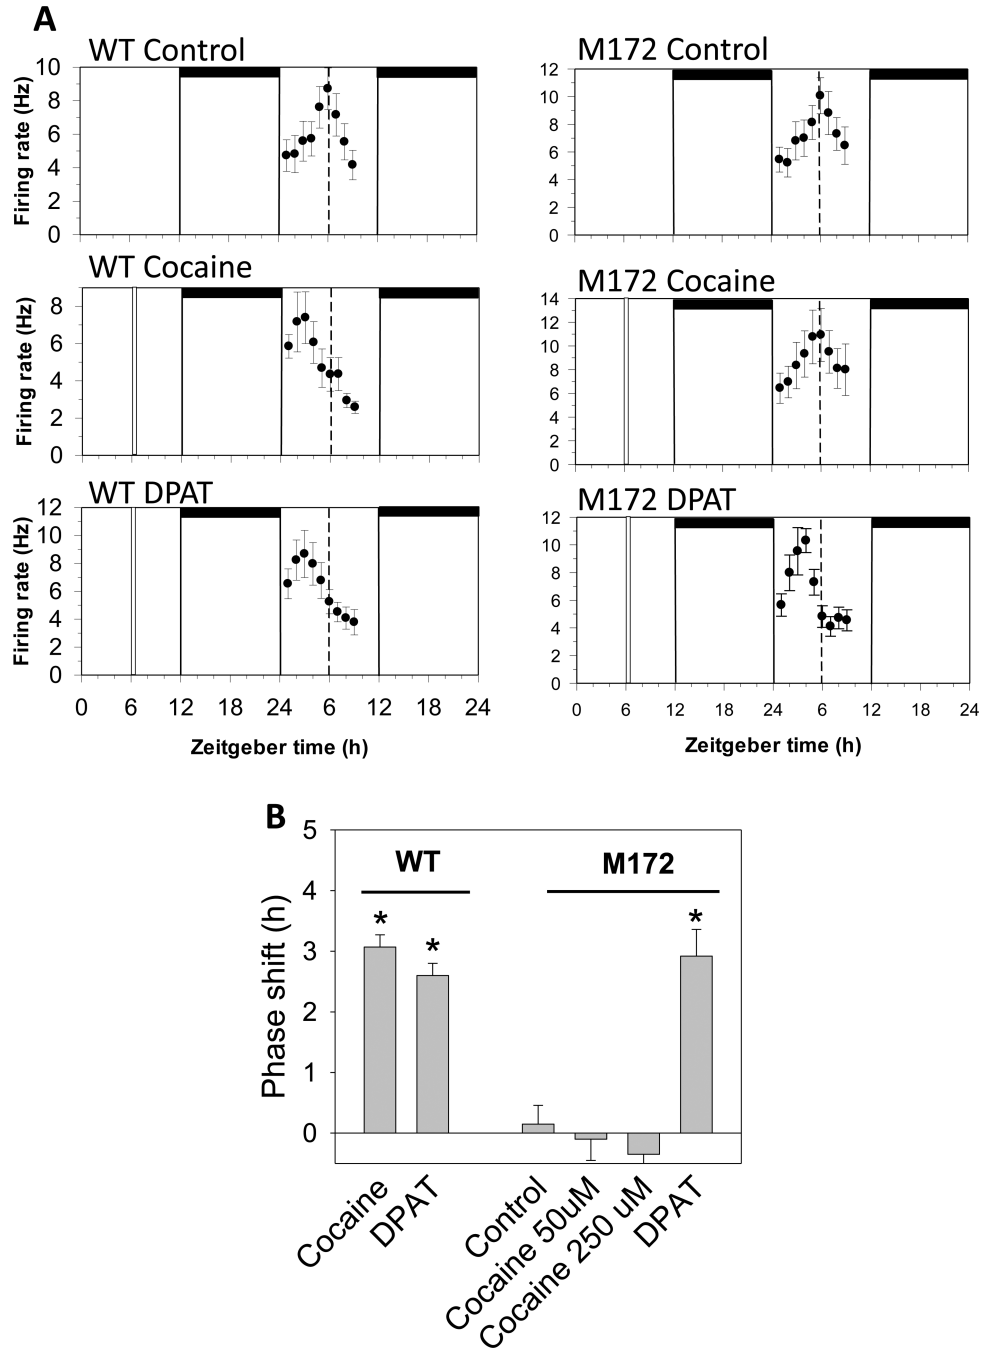 A
WT Control
M172 Control
Firing rate (Hz)
10
8
6
4
2
0
12
10
8
6
4
2
0
WT Cocaine
M172 Cocaine
Firing rate (Hz)
8
6
4
2
0
14
12
10
8
6
4
2
0
WT DPAT
M172 DPAT
Firing rate (Hz)
12
10
8
6
4
2
0
12
10
8
6
4
2
0
0 6 12 18 24 6 12 18 24
0 6 12 18 24 6 12 18 24
Zeitgeber time (h)
Zeitgeber time (h)
B
Phase shift (h)
5
4
3
2
1
0
WT
M172
*
*
*
Cocaine
DPAT
Control
Cocaine 50uM
Cocaine 250 uM
DPAT